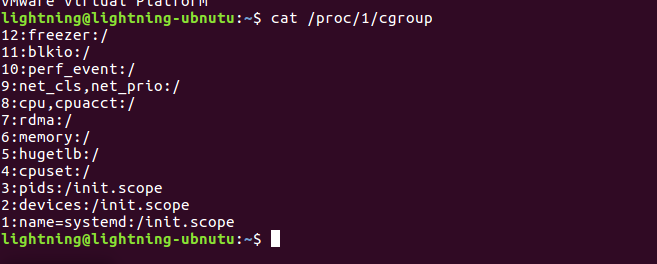 VMware Virtual Platform
lightning@lightning-ubnutu:~$ cat /proc/1/cgroup
12:freezer:/
11:blkio:/
10:perf_event:/
9:net_cls,net_prio:/
8:cpu,cpuacct:/
7:rdma:/
6:memory:/
5:hugetlb:/
4:cpuset:/
3:pids:/init.scope
2:devices:/init.scope
1:name=systemd:/init.scope
lightning@lightning-ubnutu:~$